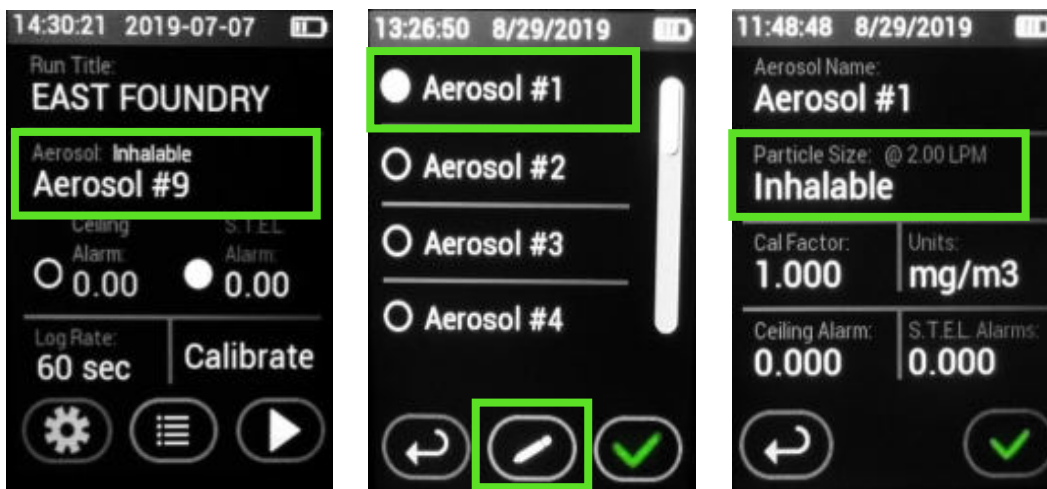 14:30:21 2019-07-07
Run Title:
EAST FOUNDRY
Aerosol: Inhalable
Aerosol #9
Ceiling S.T.E.L.
Alarm: Alarm:
0.00 0.00
Log Rate:
60 sec
Calibrate
13:26:50 8/29/2019
Aerosol #1
Aerosol #2
Aerosol #3
Aerosol #4
11:48:48 8/29/2019
Aerosol Name:
Aerosol #1
Particle Size: @ 2.00 LPM
Inhalable
Cal Factor: Units:
1.000 mg/m3
Ceiling Alarm: S.T.E.L. Alarms:
0.000 0.000